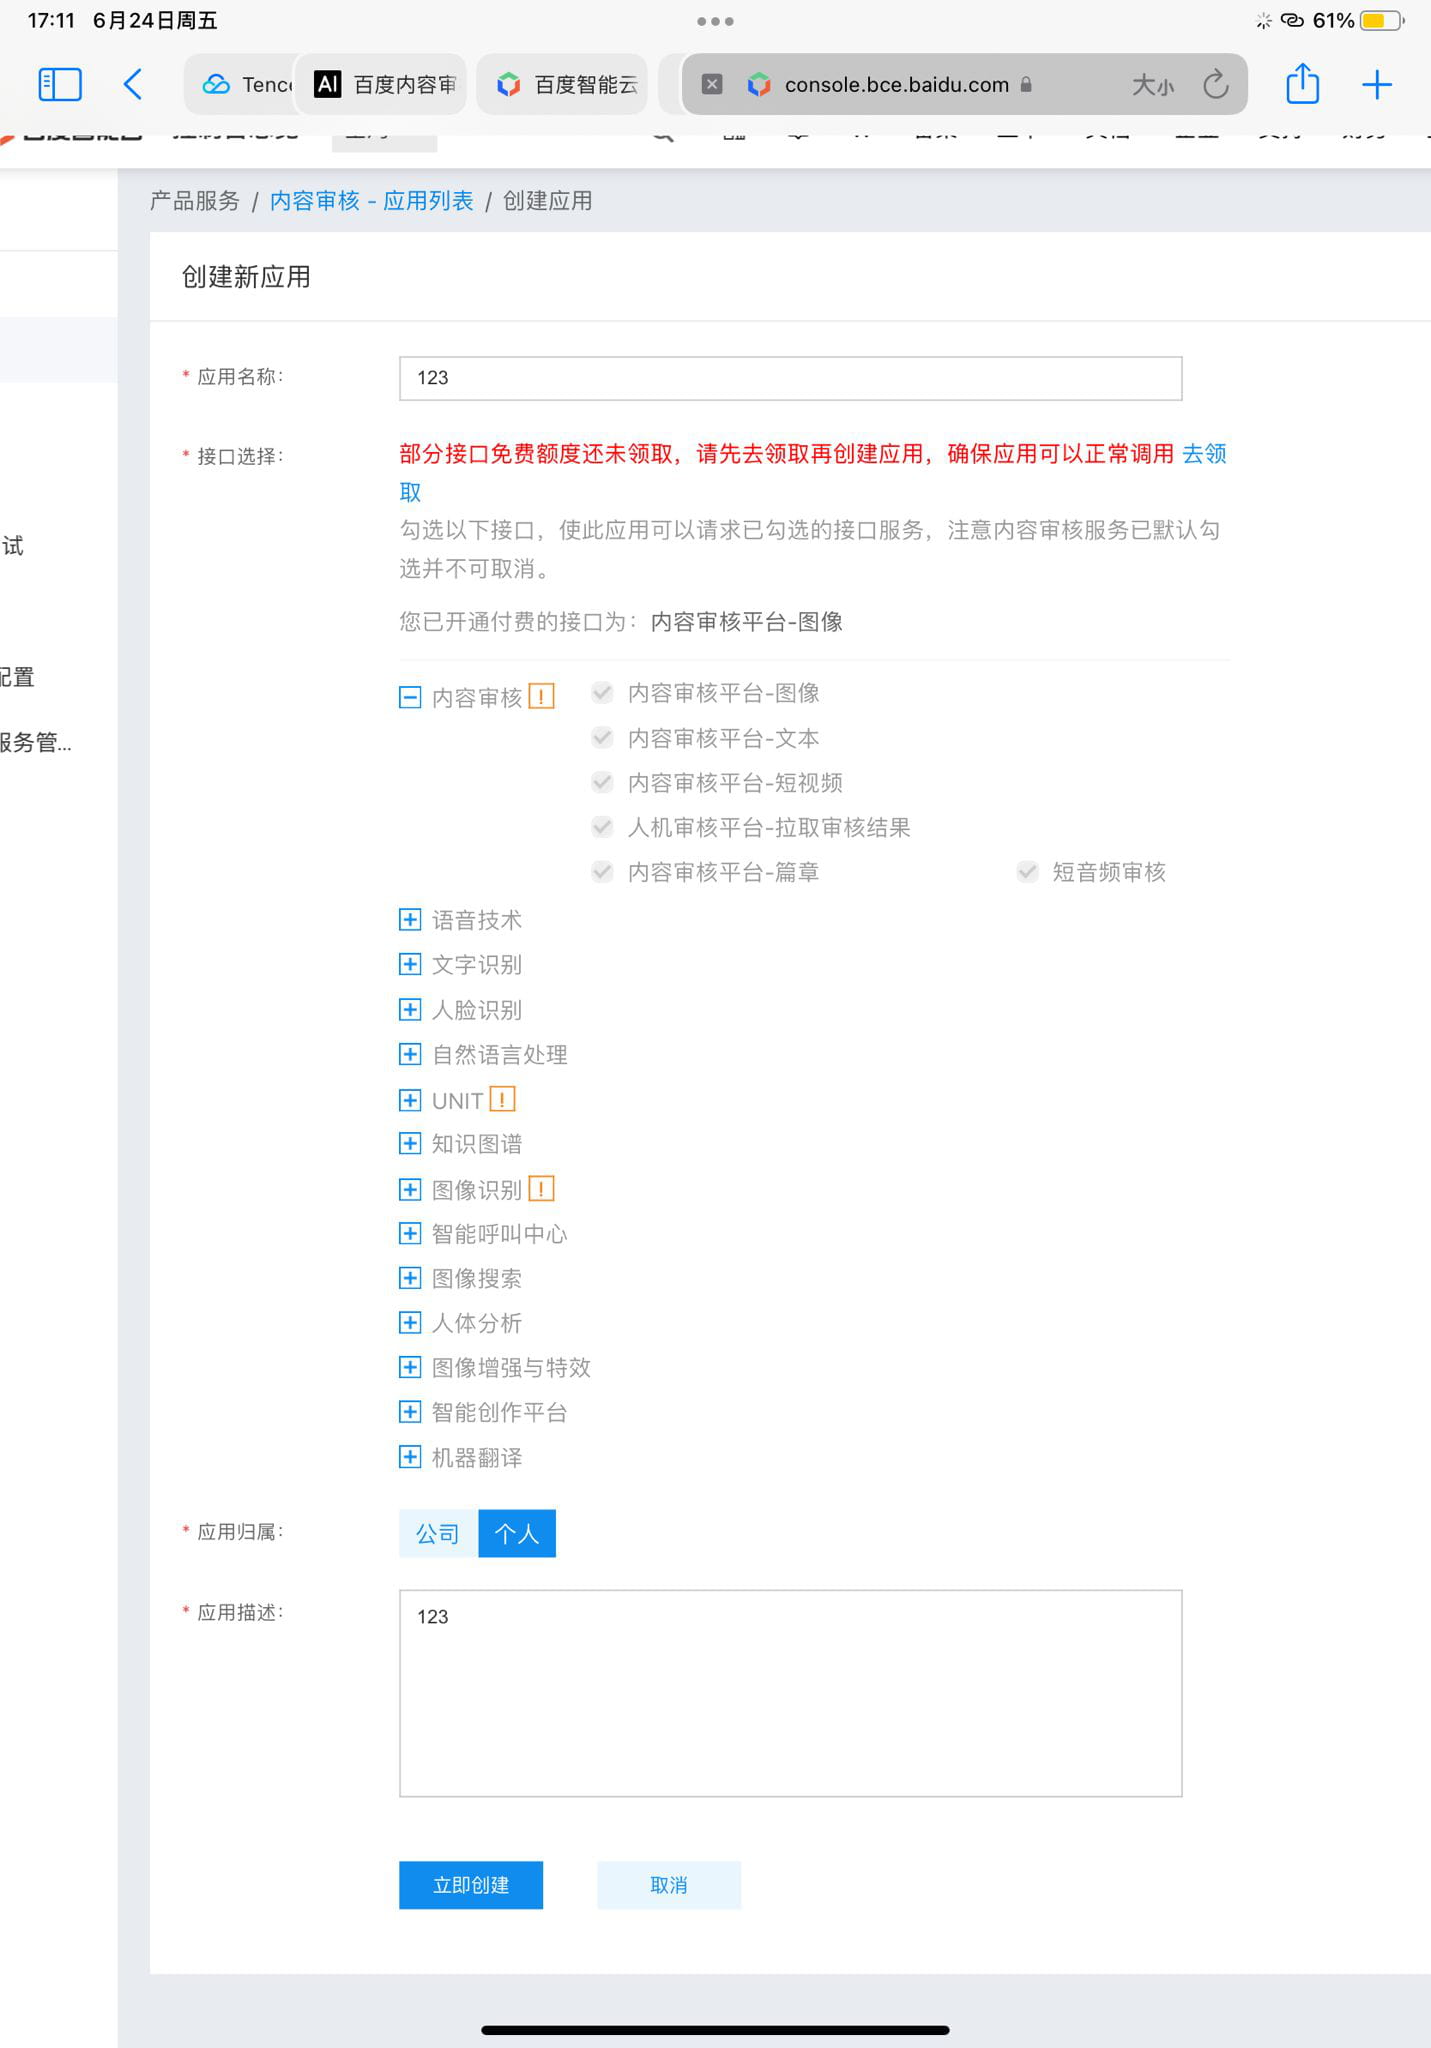 17:11 6月24日周五
61%
Tenc
AI 百度内容审
百度智能云
console.bce.baidu.com
大小
产品服务 / 内容审核 - 应用列表 / 创建应用
创建新应用
* 应用名称:
123
* 接口选择:
部分接口免费额度还未领取，请先去领取再创建应用，确保应用可以正常调用 去领
取
勾选以下接口，使此应用可以请求已勾选的接口服务，注意内容审核服务已默认勾
选并不可取消。
您已开通付费的接口为：内容审核平台-图像
内容审核
内容审核平台-图像
内容审核平台-文本
内容审核平台-短视频
人机审核平台-拉取审核结果
内容审核平台-篇章 短音频审核
语音技术
文字识别
人脸识别
自然语言处理
UNIT
知识图谱
图像识别
智能呼叫中心
图像搜索
人体分析
图像增强与特效
智能创作平台
机器翻译
试
配置
服务管...
* 应用归属:
公司 个人
* 应用描述:
123
立即创建 取消